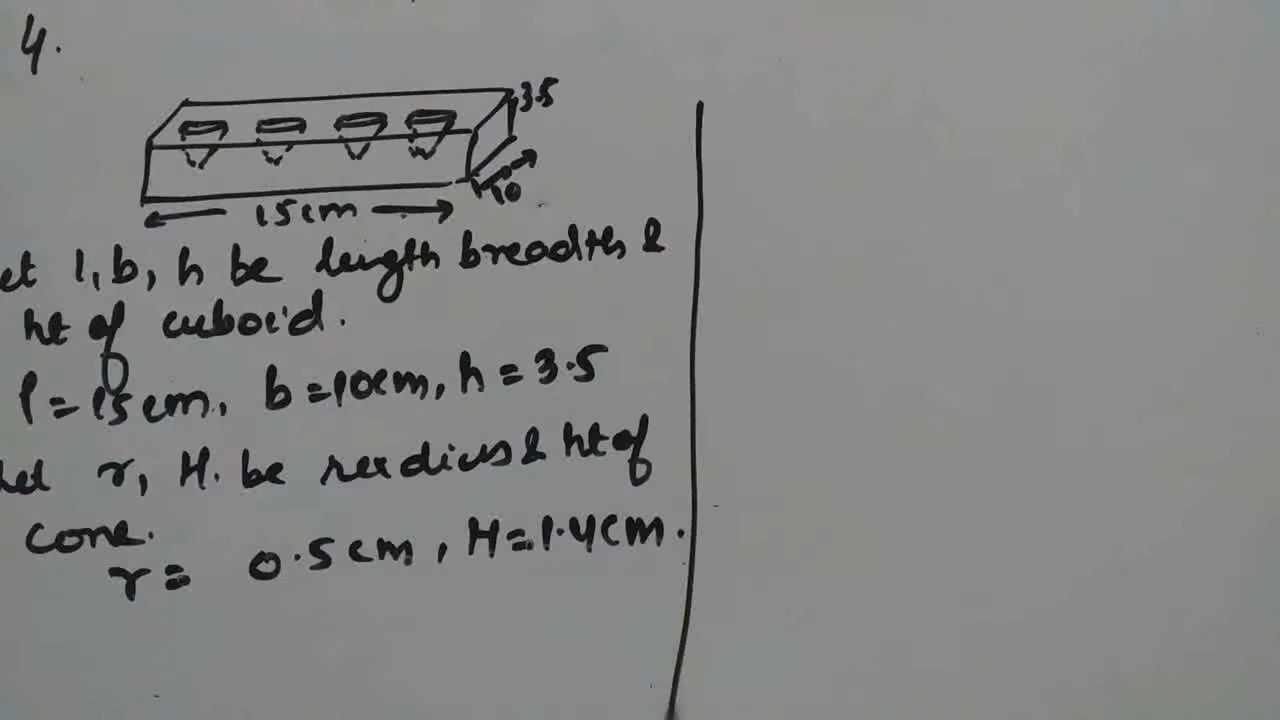 4.
3.5
10
15cm
et l, b, h be length breadth &
ht of cuboid.
l = 15cm, b = 10cm, h = 3.5
Let r, H. be radius & ht of
cone.
r = 0.5cm, H = 1.4cm.